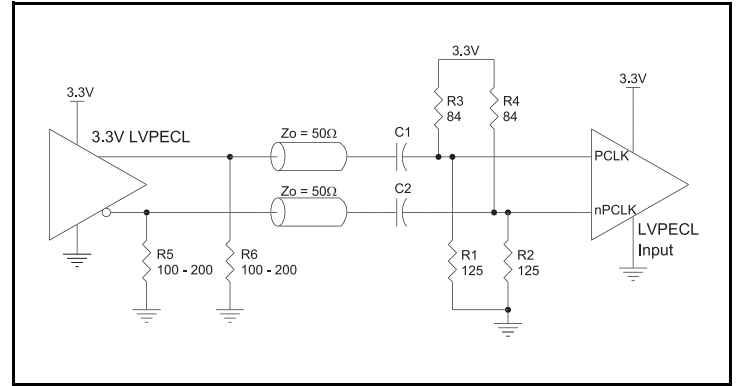 3.3V
3.3V LVPECL
Zo = 50Ω
C1
3.3V
R3
84
R4
84
3.3V
PCLK
Zo = 50Ω
C2
nPCLK
LVPECL
Input
R5
100 - 200
R6
100 - 200
R1
125
R2
125